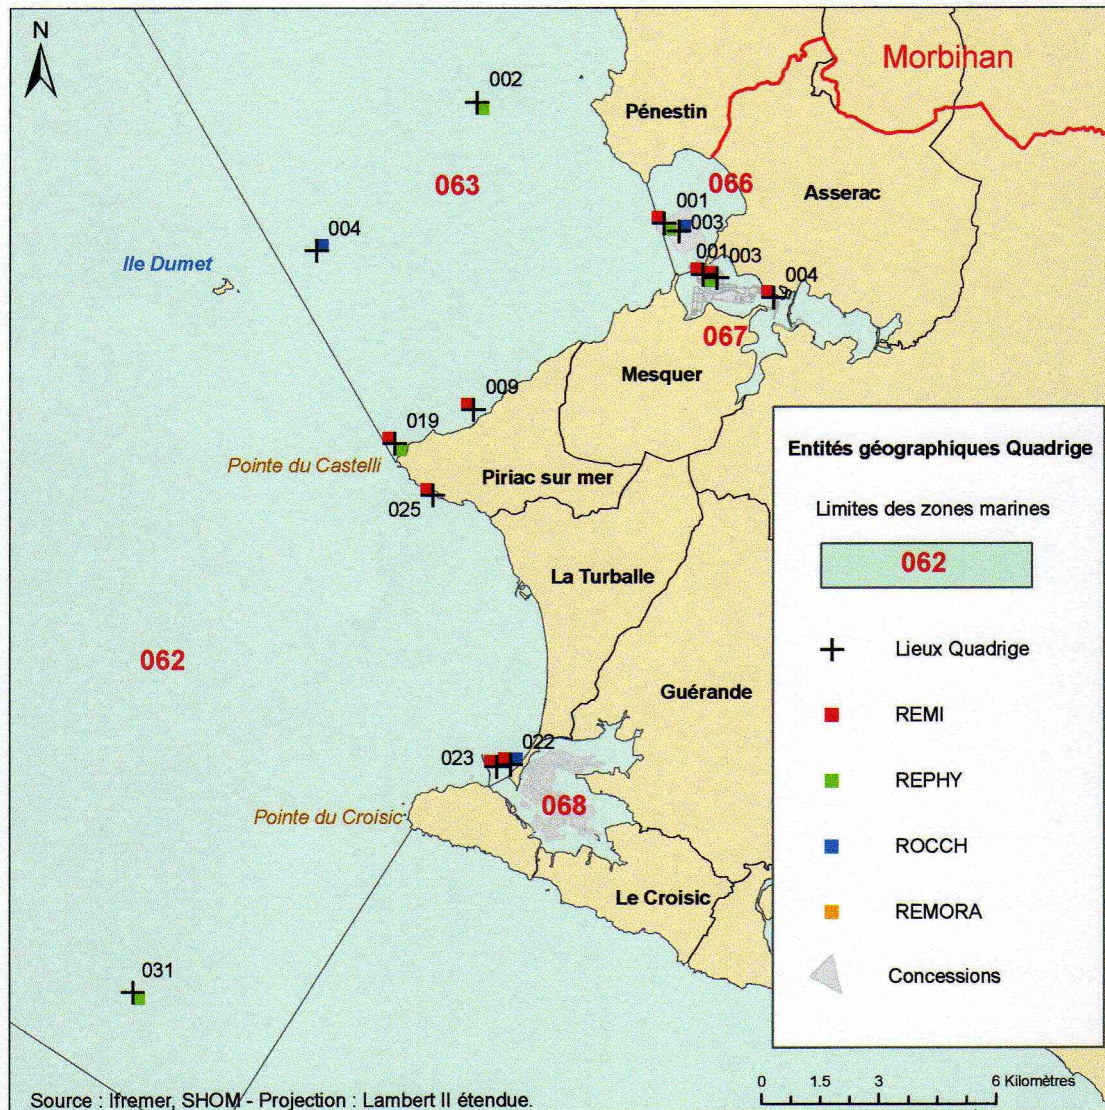 N
002
Morbihan
Pénestin
063
066
Asserac
001
003
004
Ile Dumet
001
003
004
067
Mesquer
009
019
Pointe du Castelli
Piriac sur mer
025
La Turballe
062
Guérande
023
022
068
Pointe du Croisic
Le Croisic
031
Entités géographiques Quadrige
Limites des zones marines
062
Lieux Quadrige
REMI
REPHY
ROCCH
REMORA
Concessions
0 1.5 3 6 Kilomètres
Source : Ifremer, SHOM - Projection : Lambert II étendue.